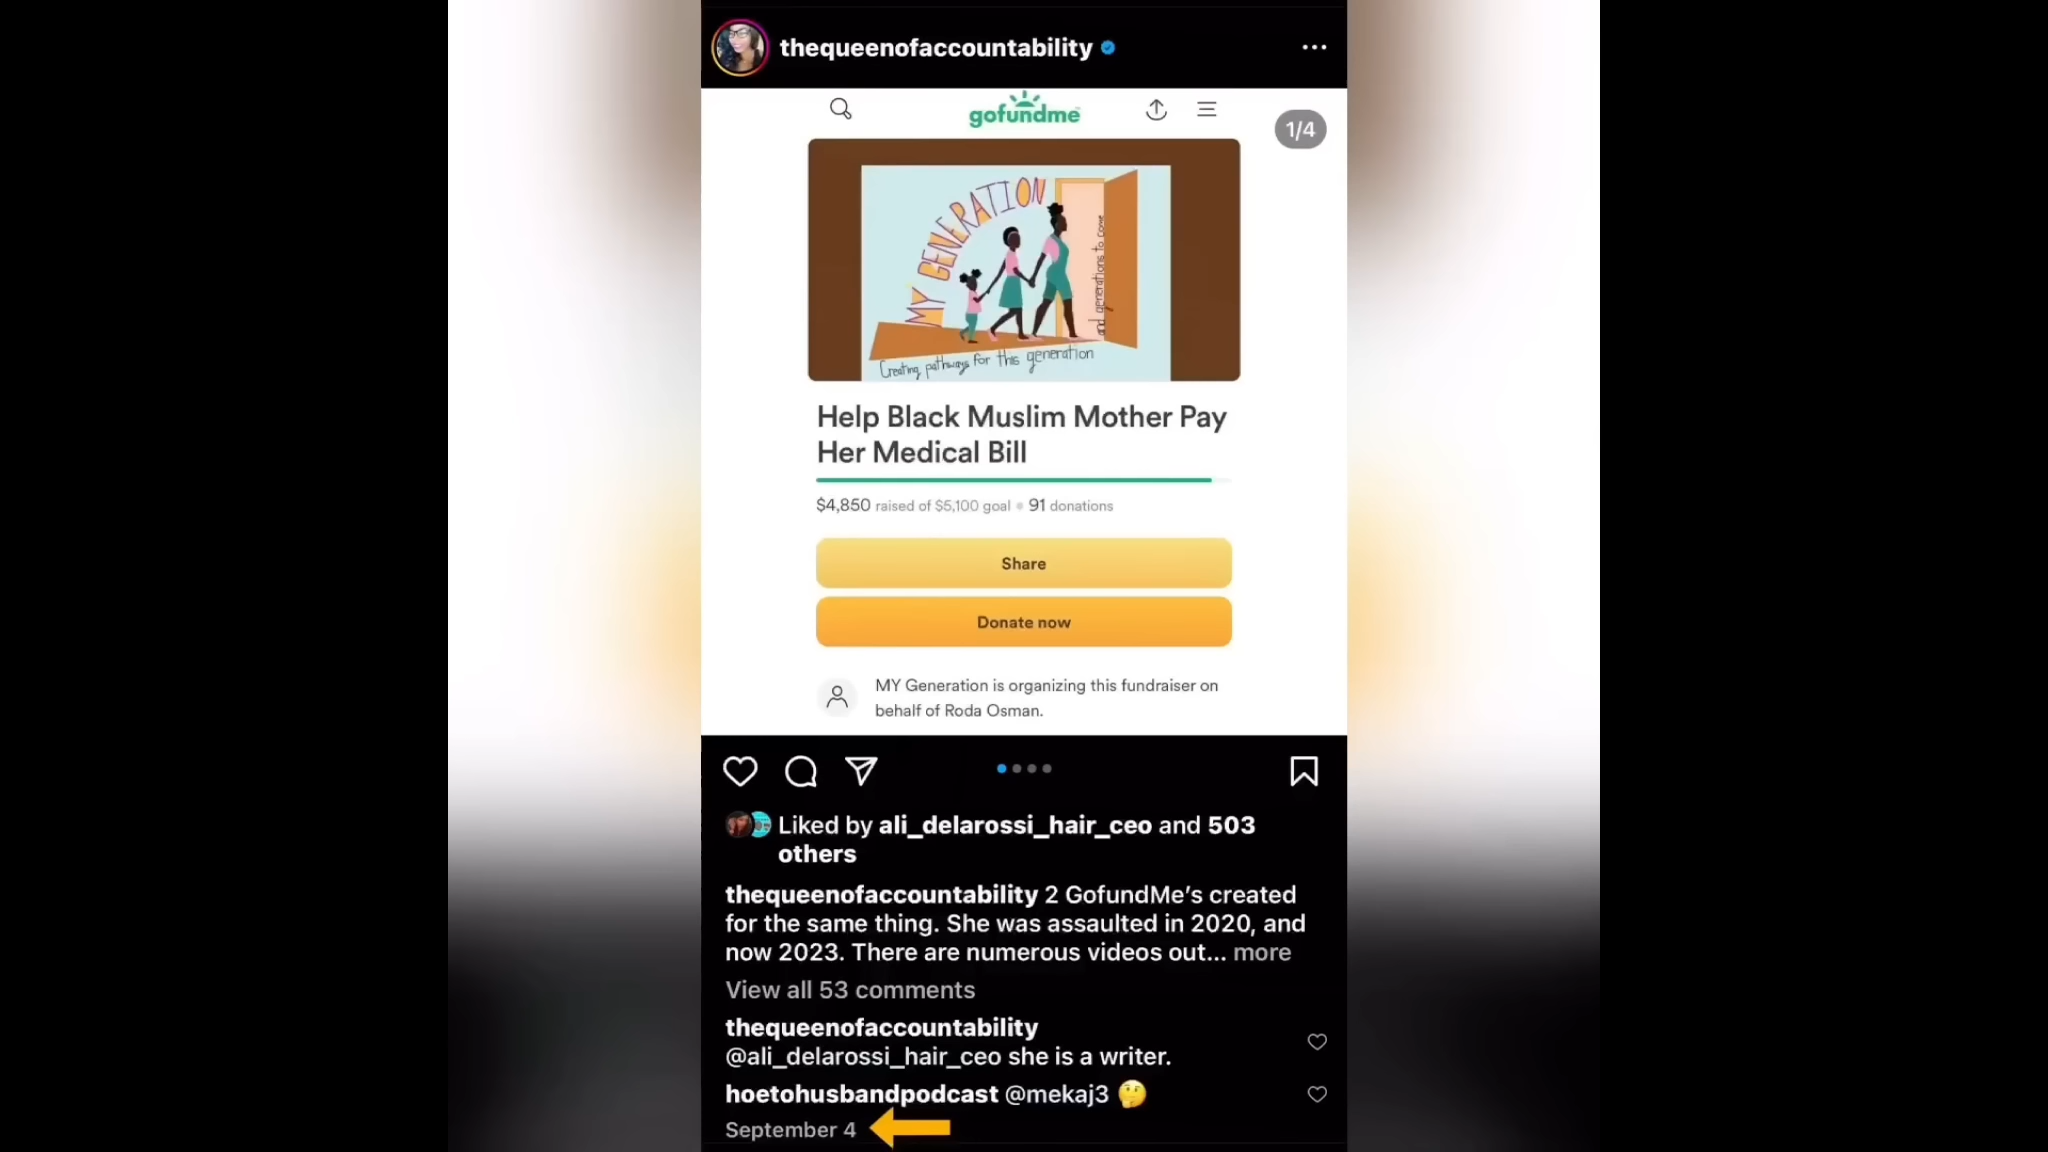 thequeenofaccountability
gofundme
1/4
MY GENERATION
and generations to come
Creating pathways for this generation
Help Black Muslim Mother Pay
Her Medical Bill
$4,850 raised of $5,100 goal • 91 donations
Share
Donate now
MY Generation is organizing this fundraiser on
behalf of Roda Osman.
Liked by ali_delarossi_hair_ceo and 503
others
thequeenofaccountability 2 GofundMe’s created
for the same thing. She was assaulted in 2020, and
now 2023. There are numerous videos out... more
View all 53 comments
thequeenofaccountability
@ali_delarossi_hair_ceo she is a writer.
hoetohusbandpodcast @mekaj3 🤔
September 4